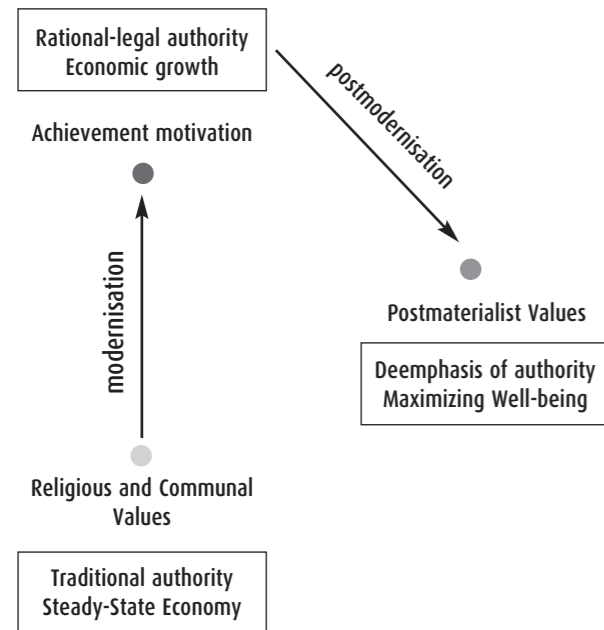 Rational-legal authority
Economic growth
Achievement motivation
postmodernisation
modernisation
Postmaterialist Values
Deemphasis of authority
Maximizing Well-being
Religious and Communal
Values
Traditional authority
Steady-State Economy